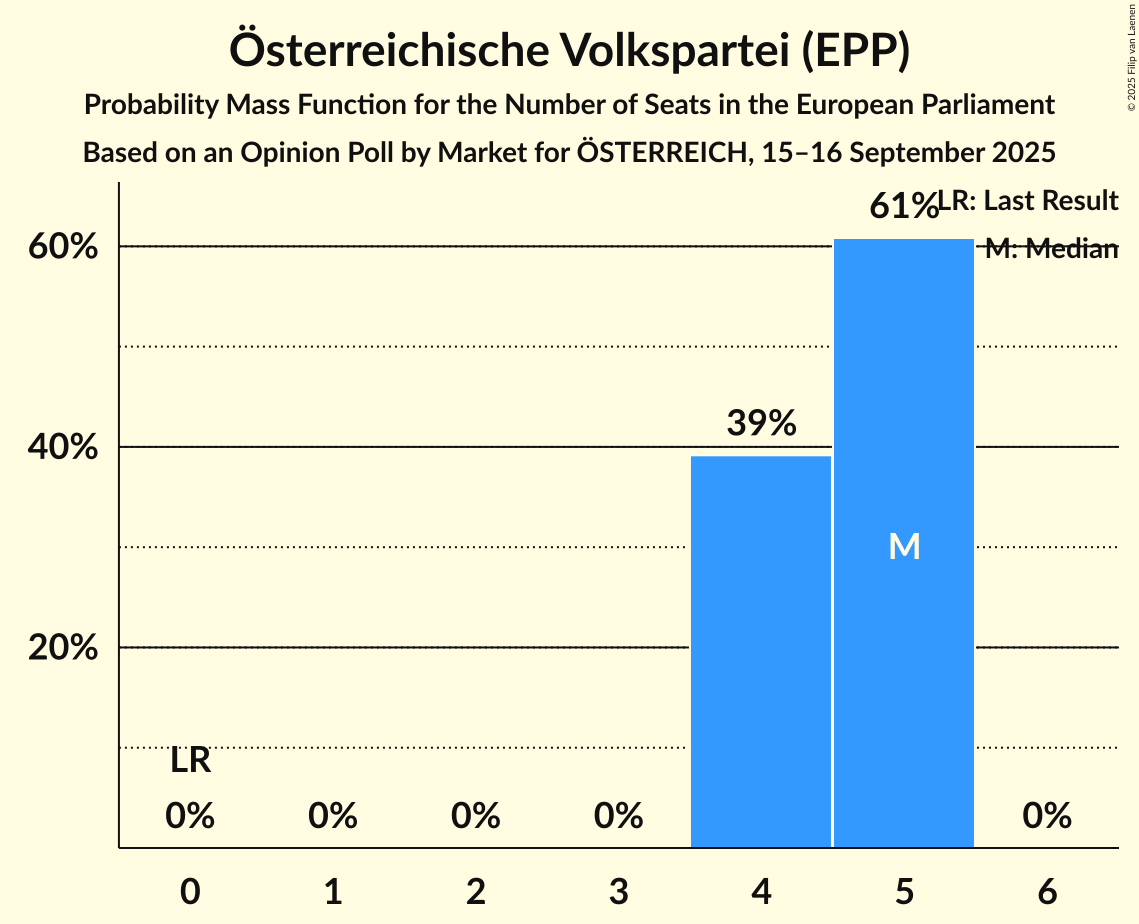 Österreichische Volkspartei (EPP)
Probability Mass Function for the Number of Seats in the European Parliament
Based on an Opinion Poll by Market for ÖSTERREICH, 15–16 September 2025
© 2025 Filip van Laenen
LR: Last Result
M: Median
60%
40%
20%
61%
39%
M
LR
0%
0%
0%
0%
0%
0 1 2 3 4 5 6